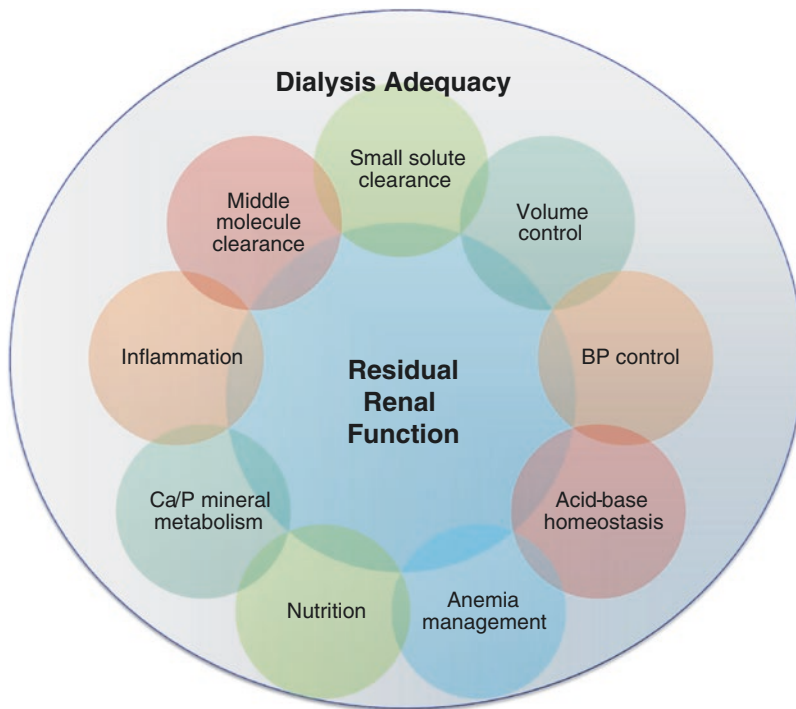 Dialysis Adequacy
Small solute
clearance
Volume
control
BP control
Acid-base
homeostasis
Anemia
management
Nutrition
Ca/P mineral
metabolism
Inflammation
Middle
molecule
clearance
Residual
Renal
Function